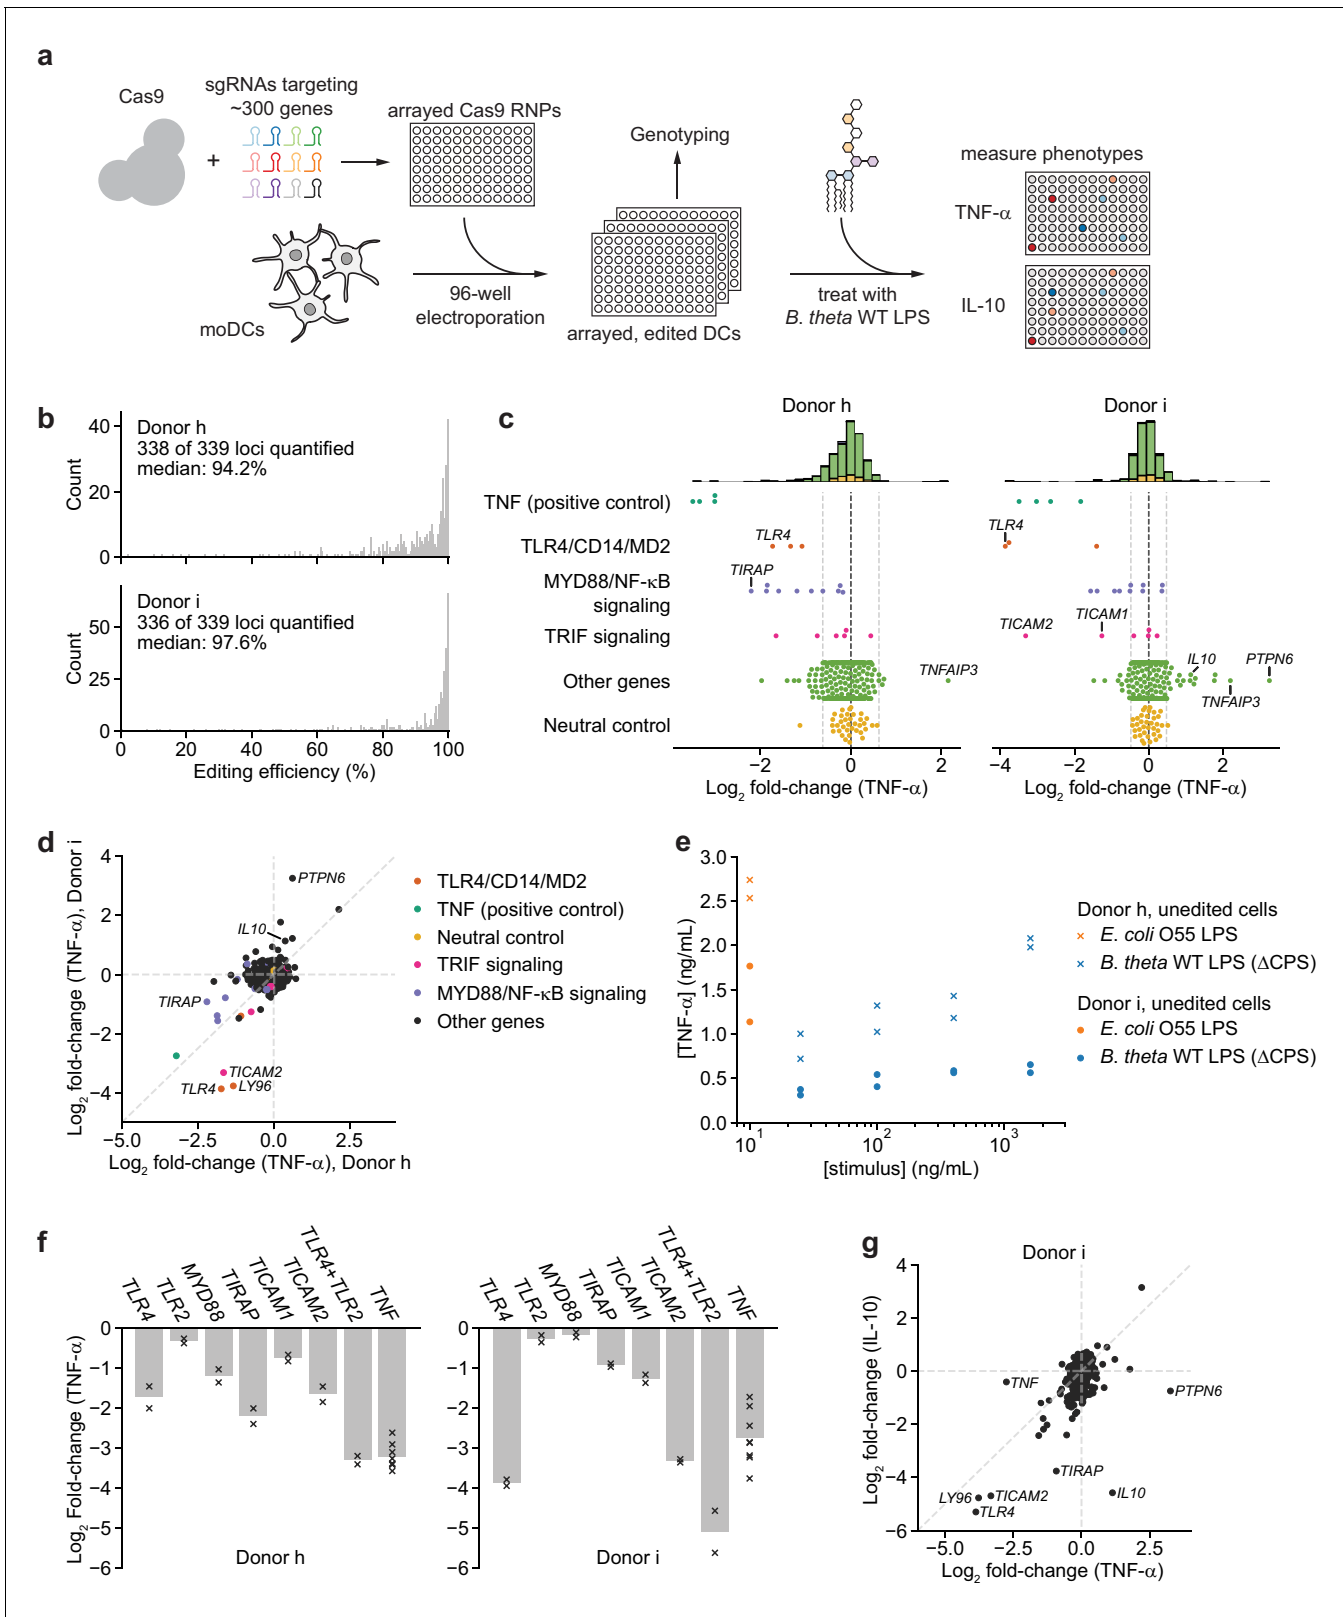 a
Cas9
sgRNAs targeting
~300 genes
+
moDCs
arrayed Cas9 RNPs
96-well
electroporation
Genotyping
arrayed, edited DCs
treat with
B. theta WT LPS
measure phenotypes
TNF-α
IL-10
b
Donor h
338 of 339 loci quantified
median: 94.2%
Count
40
20
0
Donor i
336 of 339 loci quantified
median: 97.6%
Count
50
25
0
0 20 40 60 80 100
Editing efficiency (%)
c
Donor h
Donor i
TNF (positive control)
TLR4/CD14/MD2
MYD88/NF-κB
signaling
TRIF signaling
Other genes
Neutral control
TLR4
TIRAP
TNFAIP3
−2 0 2
Log2 fold-change (TNF-α)
TLR4
TICAM2
TICAM1
IL10
PTPN6
TNFAIP3
−4 −2 0 2
Log2 fold-change (TNF-α)
d
Log2 fold-change (TNF-α), Donor i
4
2
0
−2
−4
PTPN6
IL10
TIRAP
TICAM2
TLR4
LY96
−5.0 −2.5 0.0 2.5
Log2 fold-change (TNF-α), Donor h
TLR4/CD14/MD2
TNF (positive control)
Neutral control
TRIF signaling
MYD88/NF-κB signaling
Other genes
e
[TNF-α] (ng/mL)
3.0
2.5
2.0
1.5
1.0
0.5
0.0
10^1 10^2 10^3
[stimulus] (ng/mL)
Donor h, unedited cells
E. coli O55 LPS
B. theta WT LPS (ΔCPS)
Donor i, unedited cells
E. coli O55 LPS
B. theta WT LPS (ΔCPS)
f
TLR4 TLR2 MYD88 TIRAP TICAM1 TICAM2 TLR4+TLR2 TNF
Log2 Fold-change (TNF-α)
0
−1
−2
−3
−4
−5
−6
Donor h
TLR4 TLR2 MYD88 TIRAP TICAM1 TICAM2 TLR4+TLR2 TNF
0
−1
−2
−3
−4
−5
−6
Donor i
g
Donor i
Log2 fold-change (IL-10)
4
2
0
−2
−4
−6
TNF
PTPN6
TIRAP
LY96
TICAM2
IL10
TLR4
−5.0 −2.5 0.0 2.5
Log2 fold-change (TNF-α)